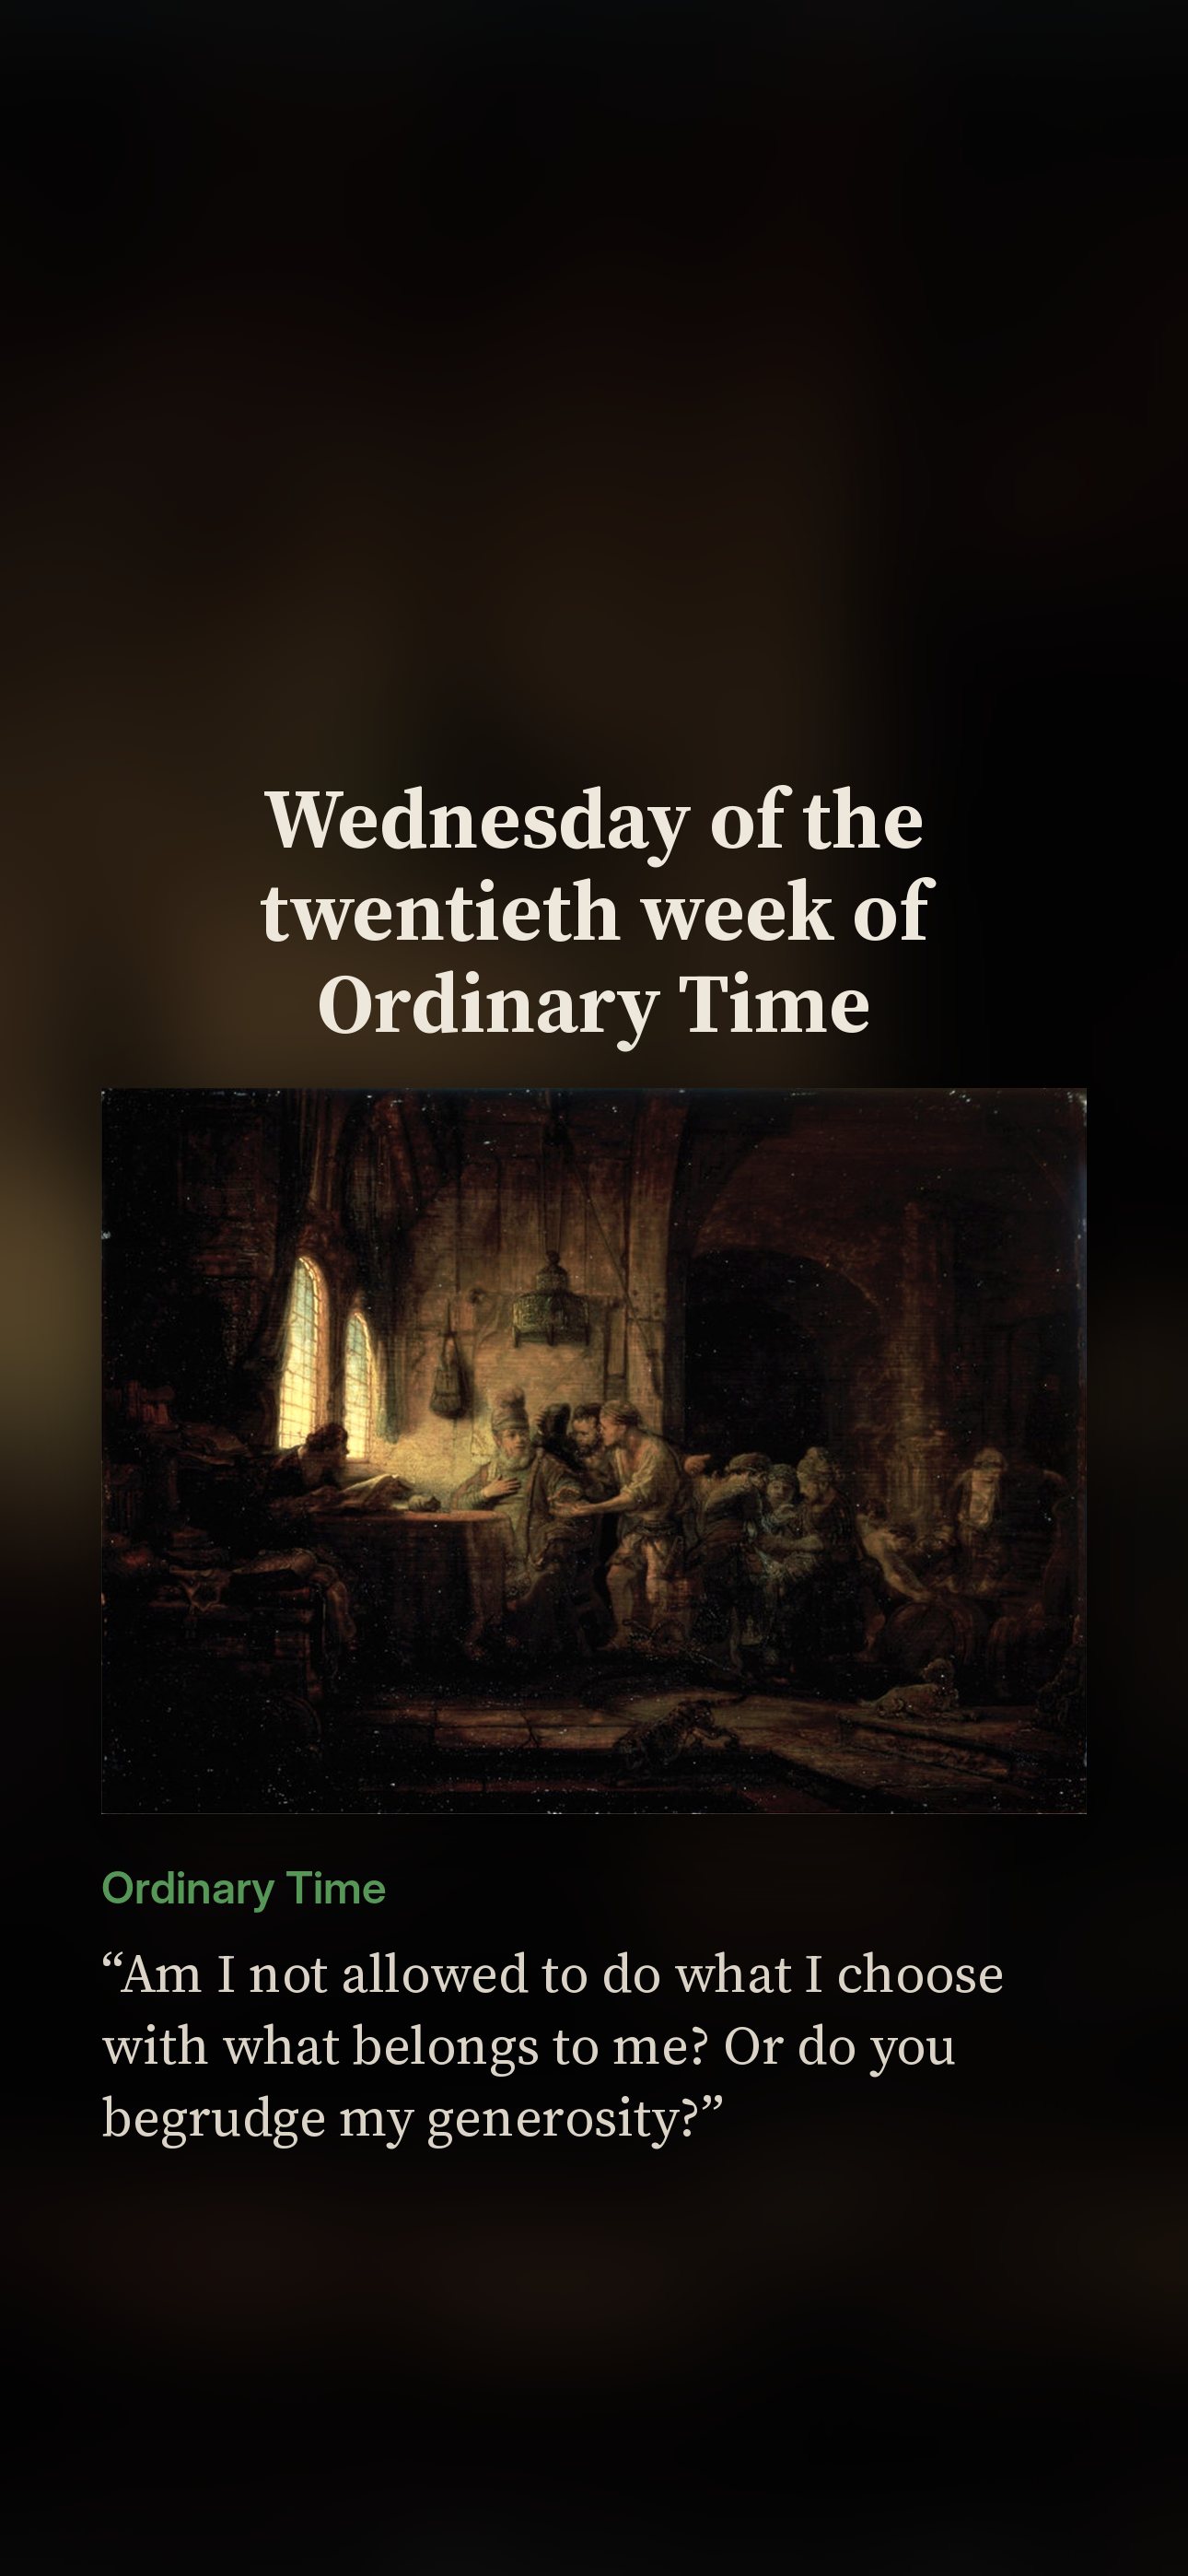 Wednesday of the
twentieth week of
Ordinary Time
Ordinary Time
“Am I not allowed to do what I choose
with what belongs to me? Or do you
begrudge my generosity?”